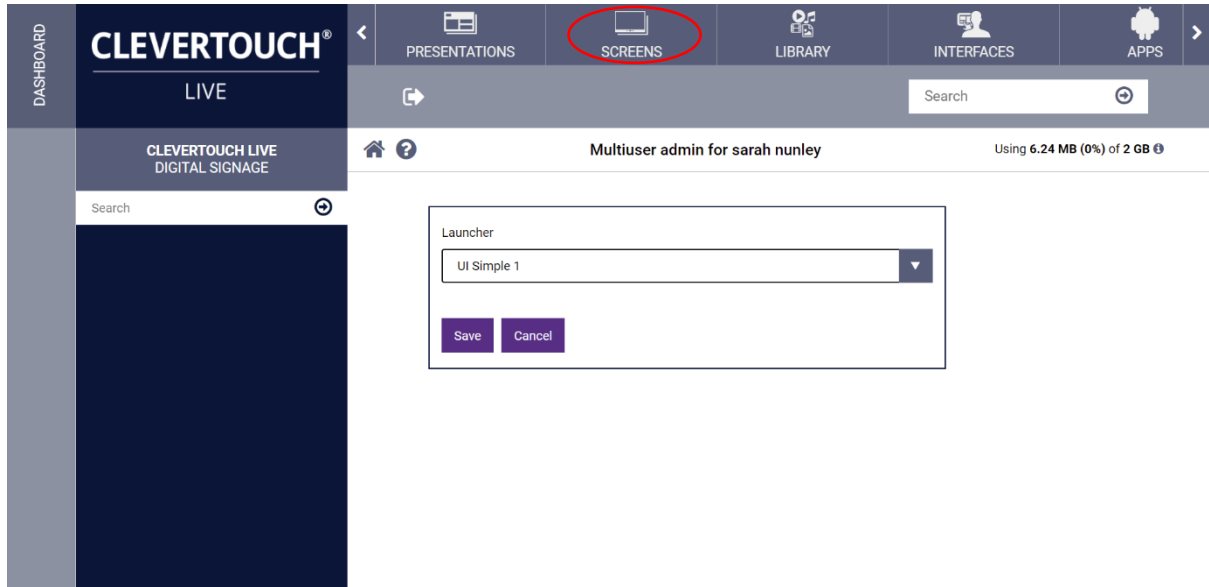 DASHBOARD
CLEVERTOUCH®
LIVE
PRESENTATIONS
SCREENS
LIBRARY
INTERFACES
APPS
Search
CLEVERTOUCH LIVE
DIGITAL SIGNAGE
Multiuser admin for sarah nunley
Using 6.24 MB (0%) of 2 GB
Search
Launcher
UI Simple 1
Save Cancel